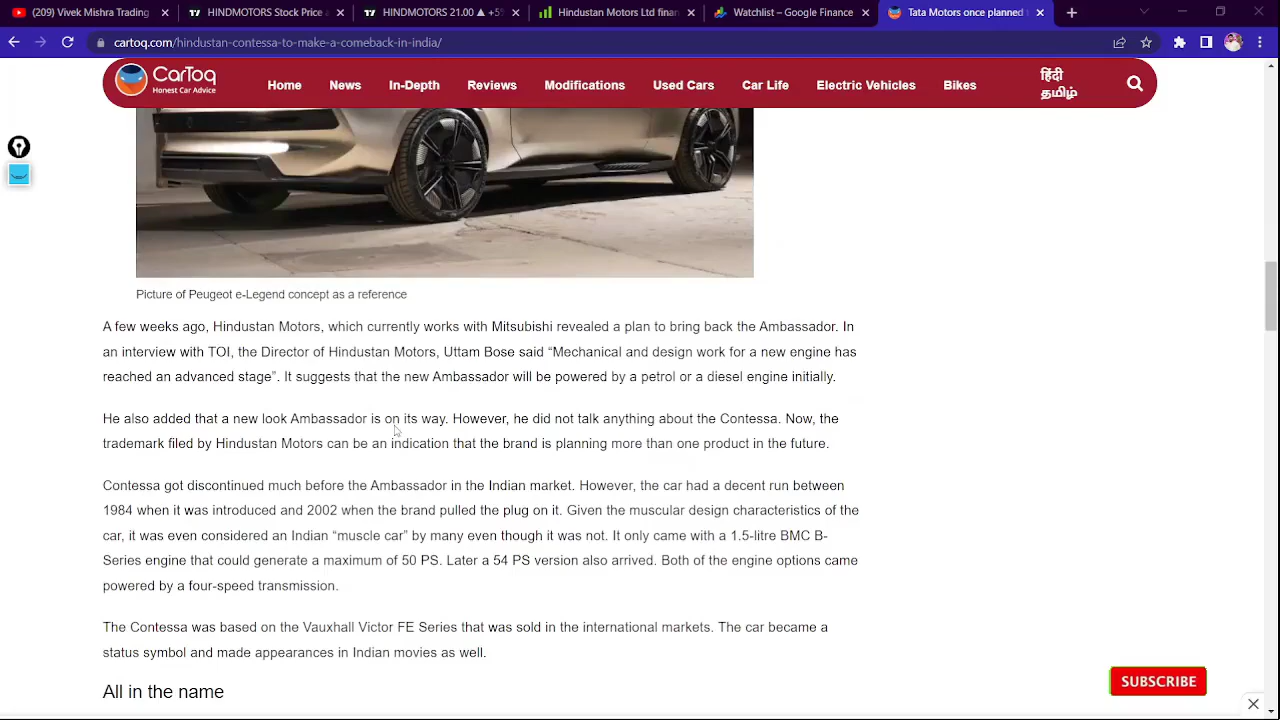 (209) Vivek Mishra Trading
HINDMOTORS Stock Price a
HINDMOTORS 21.00 ▲ +5
Hindustan Motors Ltd finan
Watchlist – Google Finance
Tata Motors once planned t
cartoq.com/hindustan-contessa-to-make-a-comeback-in-india/
CarToq
Honest Car Advice
Home
News
In-Depth
Reviews
Modifications
Used Cars
Car Life
Electric Vehicles
Bikes
हिंदी
தமிழ்
Picture of Peugeot e-Legend concept as a reference
A few weeks ago, Hindustan Motors, which currently works with Mitsubishi revealed a plan to bring back the Ambassador. In
an interview with TOI, the Director of Hindustan Motors, Uttam Bose said “Mechanical and design work for a new engine has
reached an advanced stage”. It suggests that the new Ambassador will be powered by a petrol or a diesel engine initially.
He also added that a new look Ambassador is on its way. However, he did not talk anything about the Contessa. Now, the
trademark filed by Hindustan Motors can be an indication that the brand is planning more than one product in the future.
Contessa got discontinued much before the Ambassador in the Indian market. However, the car had a decent run between
1984 when it was introduced and 2002 when the brand pulled the plug on it. Given the muscular design characteristics of the
car, it was even considered an Indian “muscle car” by many even though it was not. It only came with a 1.5-litre BMC B-
Series engine that could generate a maximum of 50 PS. Later a 54 PS version also arrived. Both of the engine options came
powered by a four-speed transmission.
The Contessa was based on the Vauxhall Victor FE Series that was sold in the international markets. The car became a
status symbol and made appearances in Indian movies as well.
SUBSCRIBE
All in the name